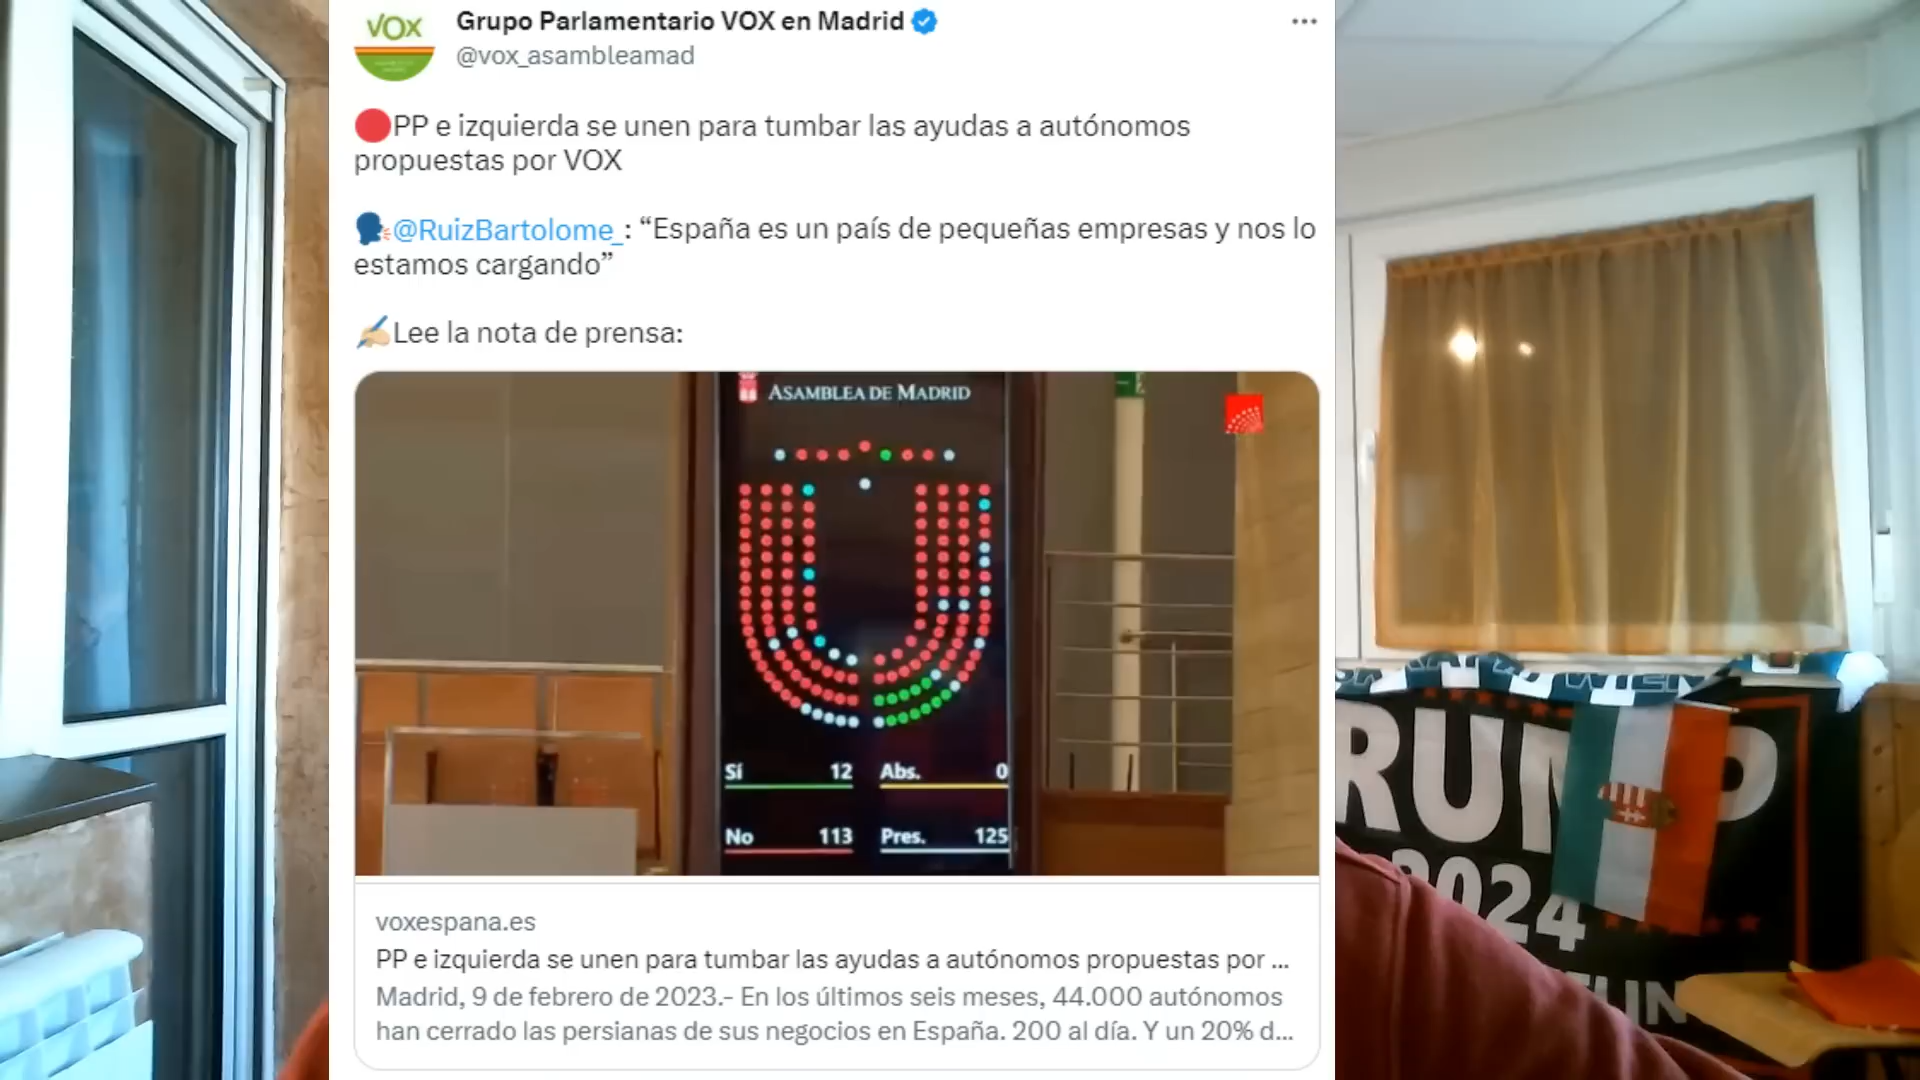 VOX
Grupo Parlamentario VOX en Madrid
@vox_asambleamad
PP e izquierda se unen para tumbar las ayudas a autónomos
propuestas por VOX
@RuizBartolome_: “España es un país de pequeñas empresas y nos lo
estamos cargando”
Lee la nota de prensa:
ASAMBLEA DE MADRID
Sí 12 Abs. 0
No 113 Pres. 125
voxespana.es
PP e izquierda se unen para tumbar las ayudas a autónomos propuestas por ...
Madrid, 9 de febrero de 2023.- En los últimos seis meses, 44.000 autónomos
han cerrado las persianas de sus negocios en España. 200 al día. Y un 20% d...
WIEN
RUMP
2024